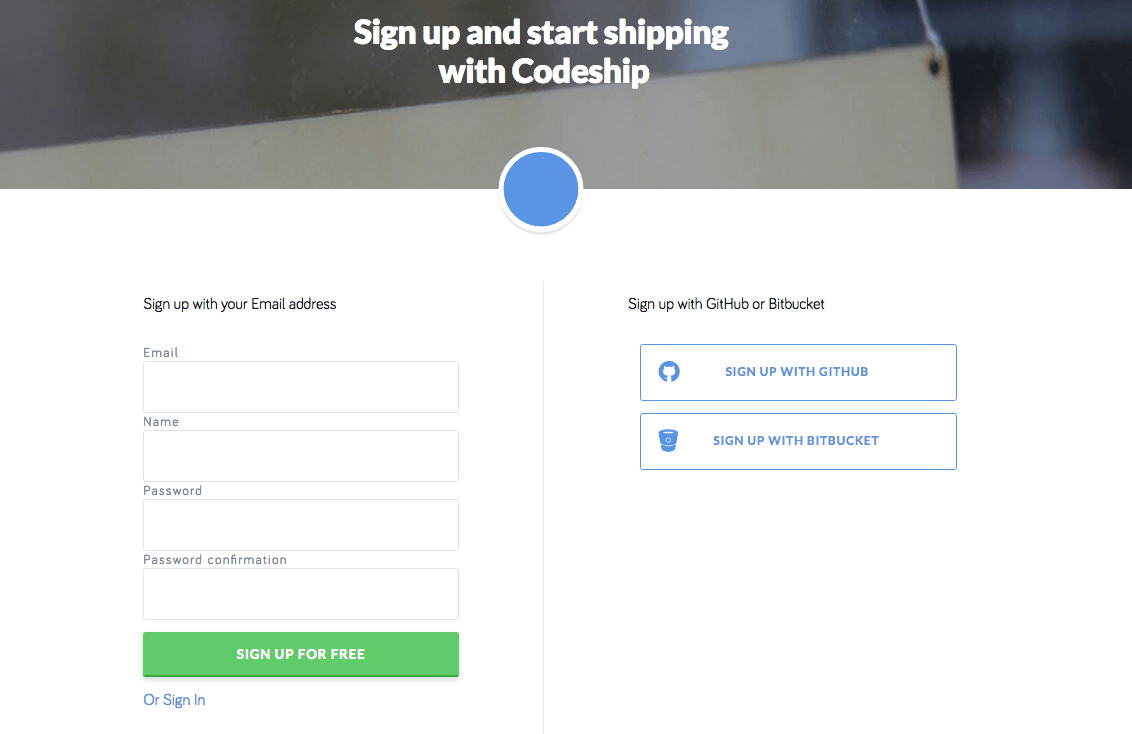 Sign up and start shipping
with Codeship
Sign up with your Email address
Email
Name
Password
Password confirmation
SIGN UP FOR FREE
Or Sign In
Sign up with GitHub or Bitbucket
SIGN UP WITH GITHUB
SIGN UP WITH BITBUCKET